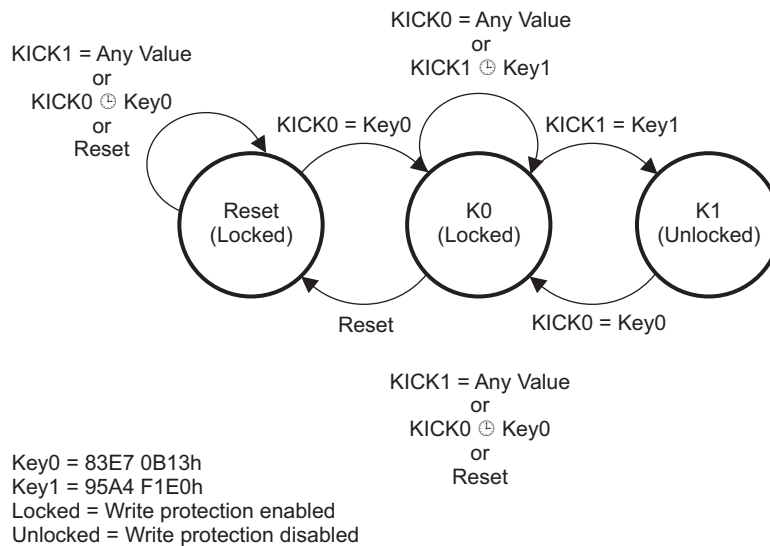 KICK1 = Any Value
or
KICK0 🕒 Key0
or
Reset
KICK0 = Any Value
or
KICK1 🕒 Key1
KICK0 = Key0
KICK1 = Key1
Reset
(Locked)
K0
(Locked)
K1
(Unlocked)
Reset
KICK0 = Key0
KICK1 = Any Value
or
KICK0 🕒 Key0
or
Reset
Key0 = 83E7 0B13h
Key1 = 95A4 F1E0h
Locked = Write protection enabled
Unlocked = Write protection disabled